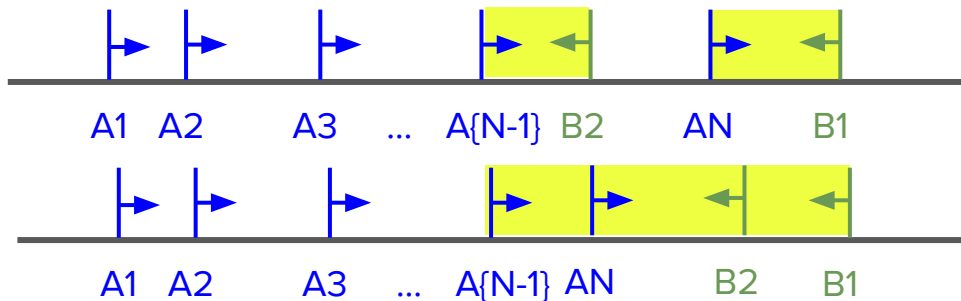 A1 A2 A3 ... A{N-1} B2 AN B1
A1 A2 A3 ... A{N-1} AN B2 B1